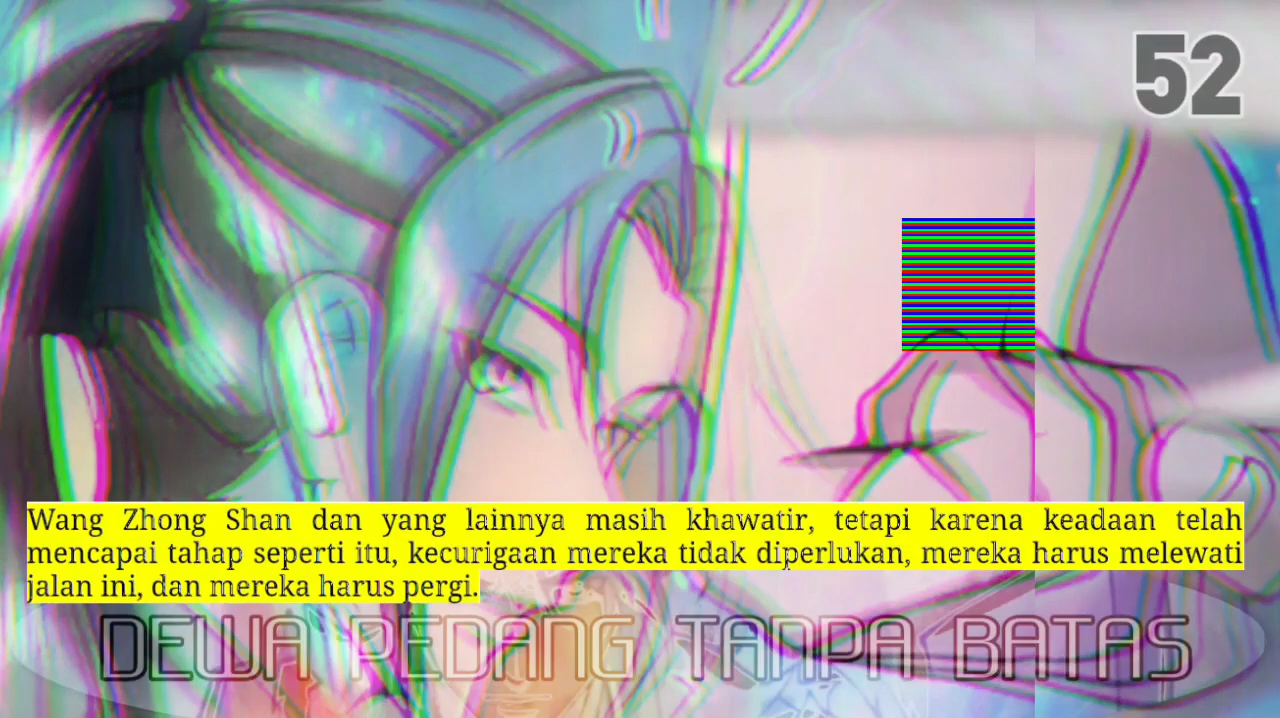 52
Wang Zhong Shan dan yang lainnya masih khawatir, tetapi karena keadaan telah
mencapai tahap seperti itu, kecurigaan mereka tidak diperlukan, mereka harus melewati
jalan ini, dan mereka harus pergi.
DEWA PEDANG TANPA BATAS